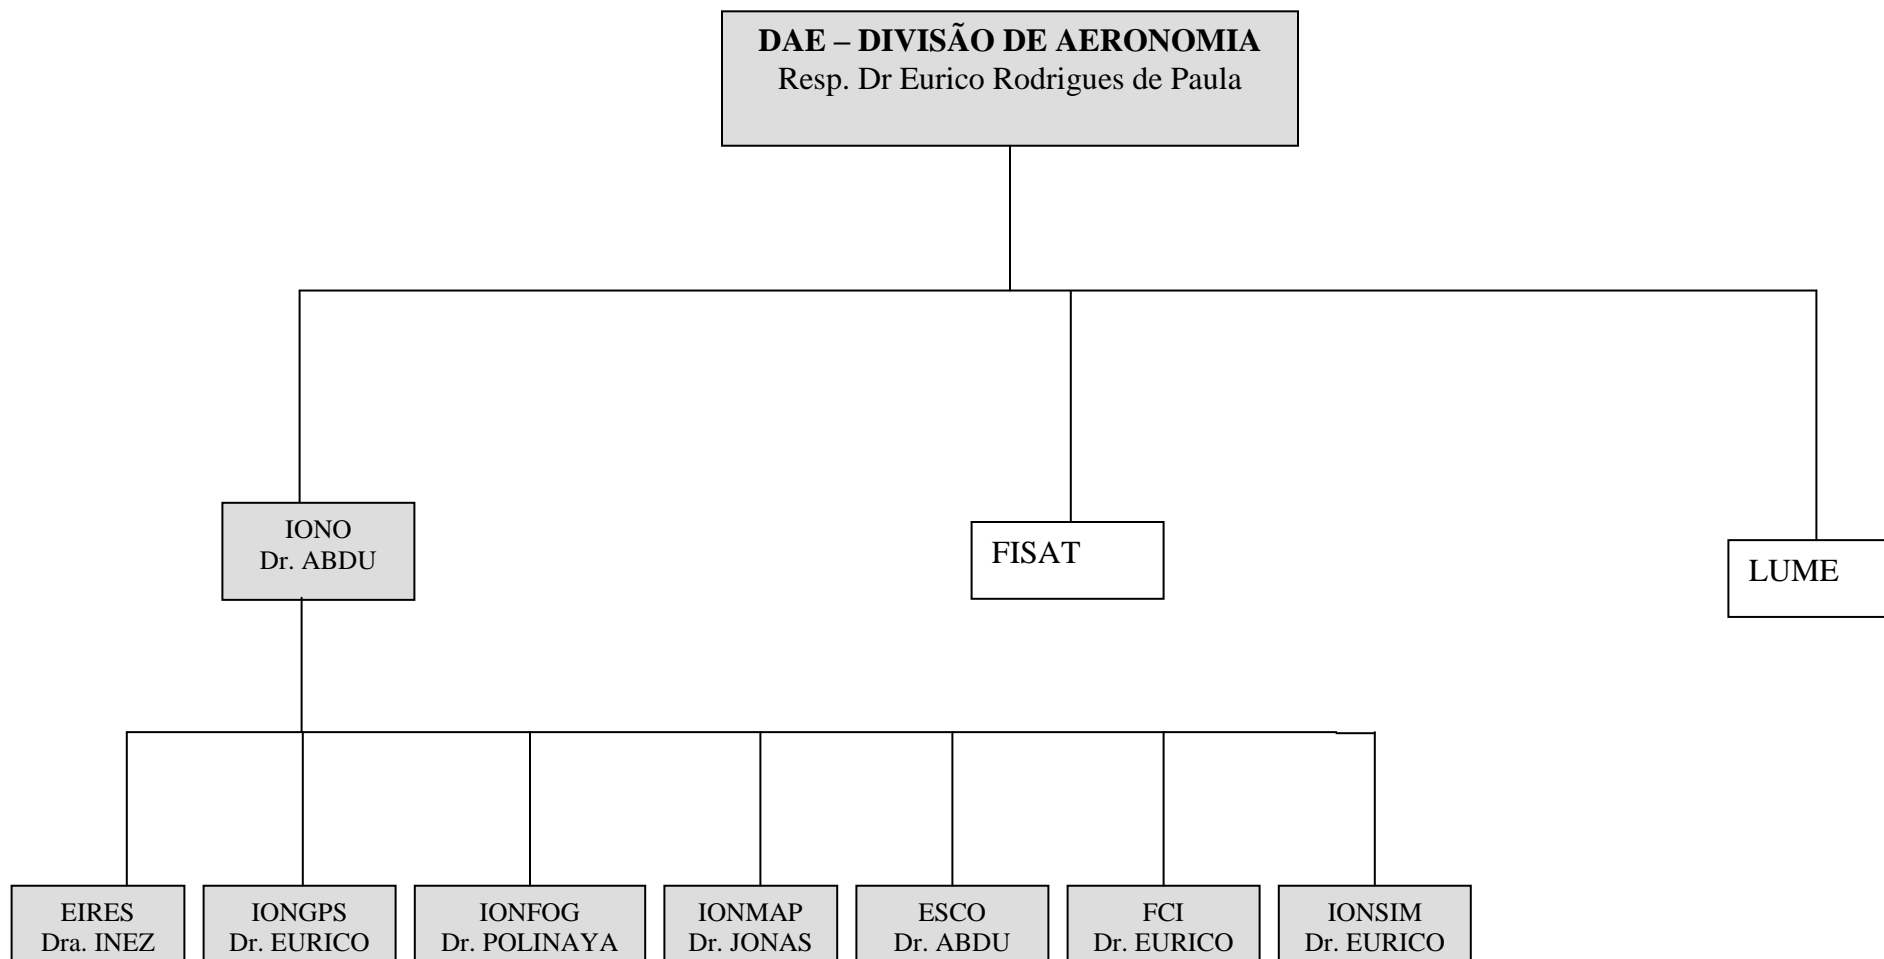 DAE – DIVISÃO DE AERONOMIA
Resp. Dr Eurico Rodrigues de Paula
IONO
Dr. ABDU
FISAT
LUME
EIRES
Dra. INEZ
IONGPS
Dr. EURICO
IONFOG
Dr. POLINAYA
IONMAP
Dr. JONAS
ESCO
Dr. ABDU
FCI
Dr. EURICO
IONSIM
Dr. EURICO